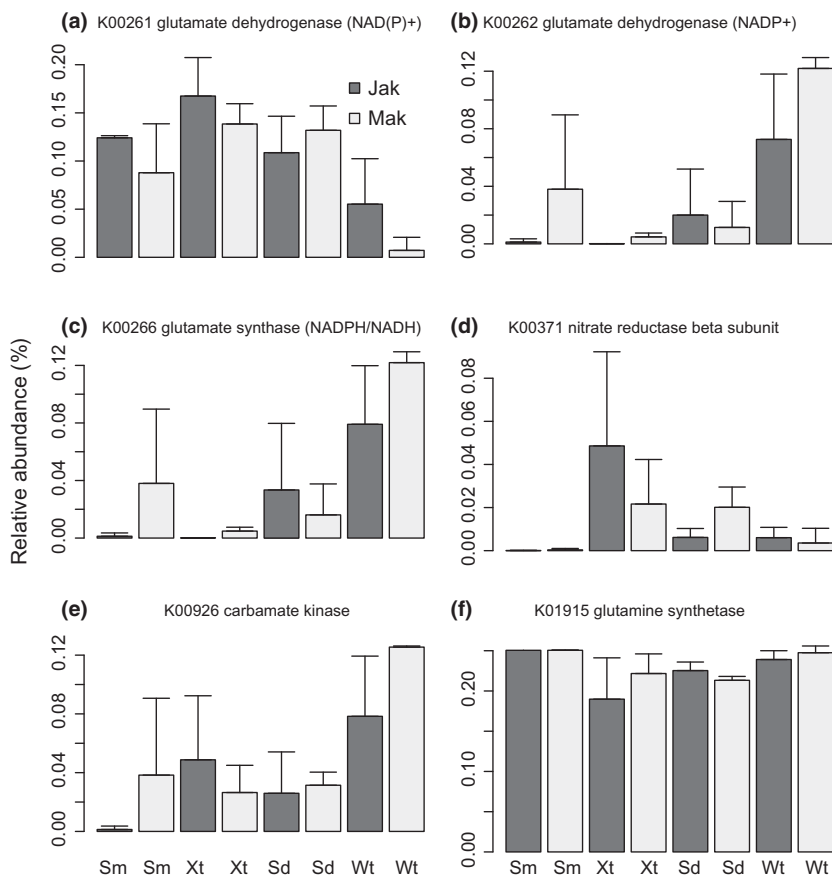 (a) K00261 glutamate dehydrogenase (NAD(P)+)
0.20
0.15
0.10
0.05
0.00
Jak
Mak
(b) K00262 glutamate dehydrogenase (NADP+)
0.12
0.08
0.04
0.00
(c) K00266 glutamate synthase (NADPH/NADH)
0.12
0.08
0.04
0.00
(d) K00371 nitrate reductase beta subunit
0.08
0.06
0.04
0.02
0.00
Relative abundance (%)
(e) K00926 carbamate kinase
0.12
0.08
0.04
0.00
Sm Sm Xt Xt Sd Sd Wt Wt
(f) K01915 glutamine synthetase
0.20
0.10
0.00
Sm Sm Xt Xt Sd Sd Wt Wt